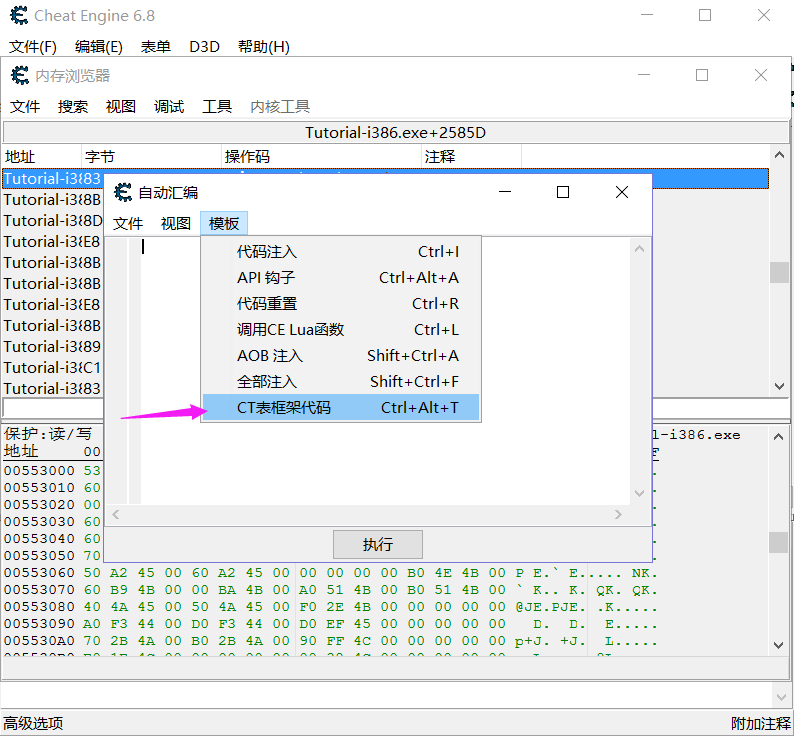 Cheat Engine 6.8
文件(F) 编辑(E) 表单 D3D 帮助(H)
内存浏览器
文件 搜索 视图 调试 工具 内核工具
Tutorial-i386.exe+2585D
地址 字节 操作码 注释
Tutorial-i38 83
Tutorial-i38 8B
Tutorial-i38 8D
Tutorial-i38 E8
Tutorial-i38 8B
Tutorial-i38 8B
Tutorial-i38 E8
Tutorial-i38 8B
Tutorial-i38 89
Tutorial-i38 C1
Tutorial-i38 83
自动汇编
文件 视图 模板
代码注入 Ctrl+I
API 钩子 Ctrl+Alt+A
代码重置 Ctrl+R
调用CE Lua函数 Ctrl+L
AOB 注入 Shift+Ctrl+A
全部注入 Shift+Ctrl+F
CT表框架代码 Ctrl+Alt+T
执行
保护:读/写 l-i386.exe
地址 00 F
00553000 53
00553010 60
00553020 00
00553030 60
00553040 60
00553050 70
00553060 50 A2 45 00 60 A2 45 00 00 00 00 00 B0 4E 4B 00 P E.` E..... NK.
00553070 60 B9 4B 00 00 BA 4B 00 A0 51 4B 00 B0 51 4B 00 ` K.. K. QK. QK.
00553080 40 4A 45 00 50 4A 45 00 F0 2E 4B 00 00 00 00 00 @JE.PJE. .K.....
00553090 A0 F3 44 00 D0 F3 44 00 D0 EF 45 00 00 00 00 00 D. D. E.....
005530A0 70 2B 4A 00 B0 2B 4A 00 90 FF 4C 00 00 00 00 00 p+J. +J. L.....
高级选项 附加注释